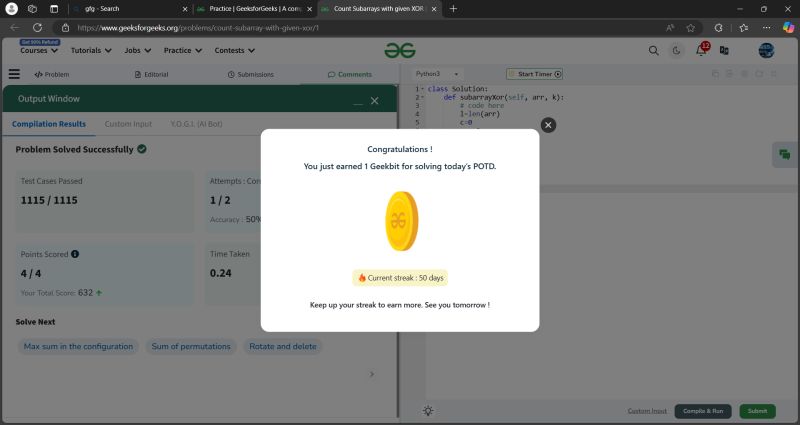 gfg - Search
Practice | GeeksforGeeks | A comp
Count Subarrays with given XOR
https://www.geeksforgeeks.org/problems/count-subarray-with-given-xor/1
Get 90% Refund
Courses
Tutorials
Jobs
Practice
Contests
12
</> Problem
Editorial
Submissions
Comments
Python3
Start Timer
Output Window
Compilation Results
Custom Input
Y.O.G.I. (AI Bot)
Problem Solved Successfully
Test Cases Passed
1115 / 1115
Attempts : Corr
1 / 2
Accuracy : 50%
Points Scored
4 / 4
Your Total Score: 632
Time Taken
0.24
Solve Next
Max sum in the configuration
Sum of permutations
Rotate and delete
1 class Solution:
2 def subarrayXor(self, arr, k):
3 # code here
4 l=len(arr)
5 c=0
Congratulations !
You just earned 1 Geekbit for solving today's POTD.
Current streak : 50 days
Keep up your streak to earn more. See you tomorrow !
Custom Input
Compile & Run
Submit